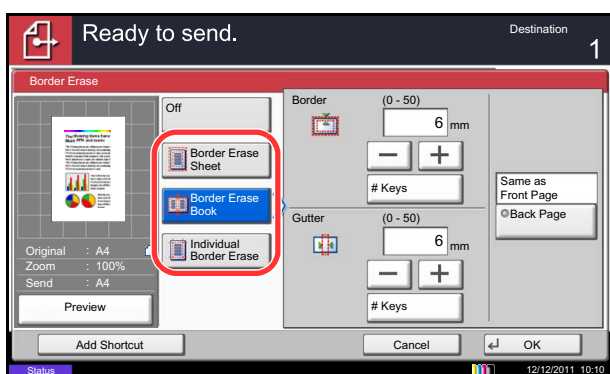 Ready to send.
Destination
1
Border Erase
Off
Border Erase
Sheet
Border Erase
Book
Individual
Border Erase
Border
(0 - 50)
6 mm
# Keys
Gutter
(0 - 50)
6 mm
# Keys
Same as
Front Page
Back Page
Original : A4
Zoom : 100%
Send : A4
Preview
Add Shortcut
Cancel
OK
Status
12/12/2011 10:10